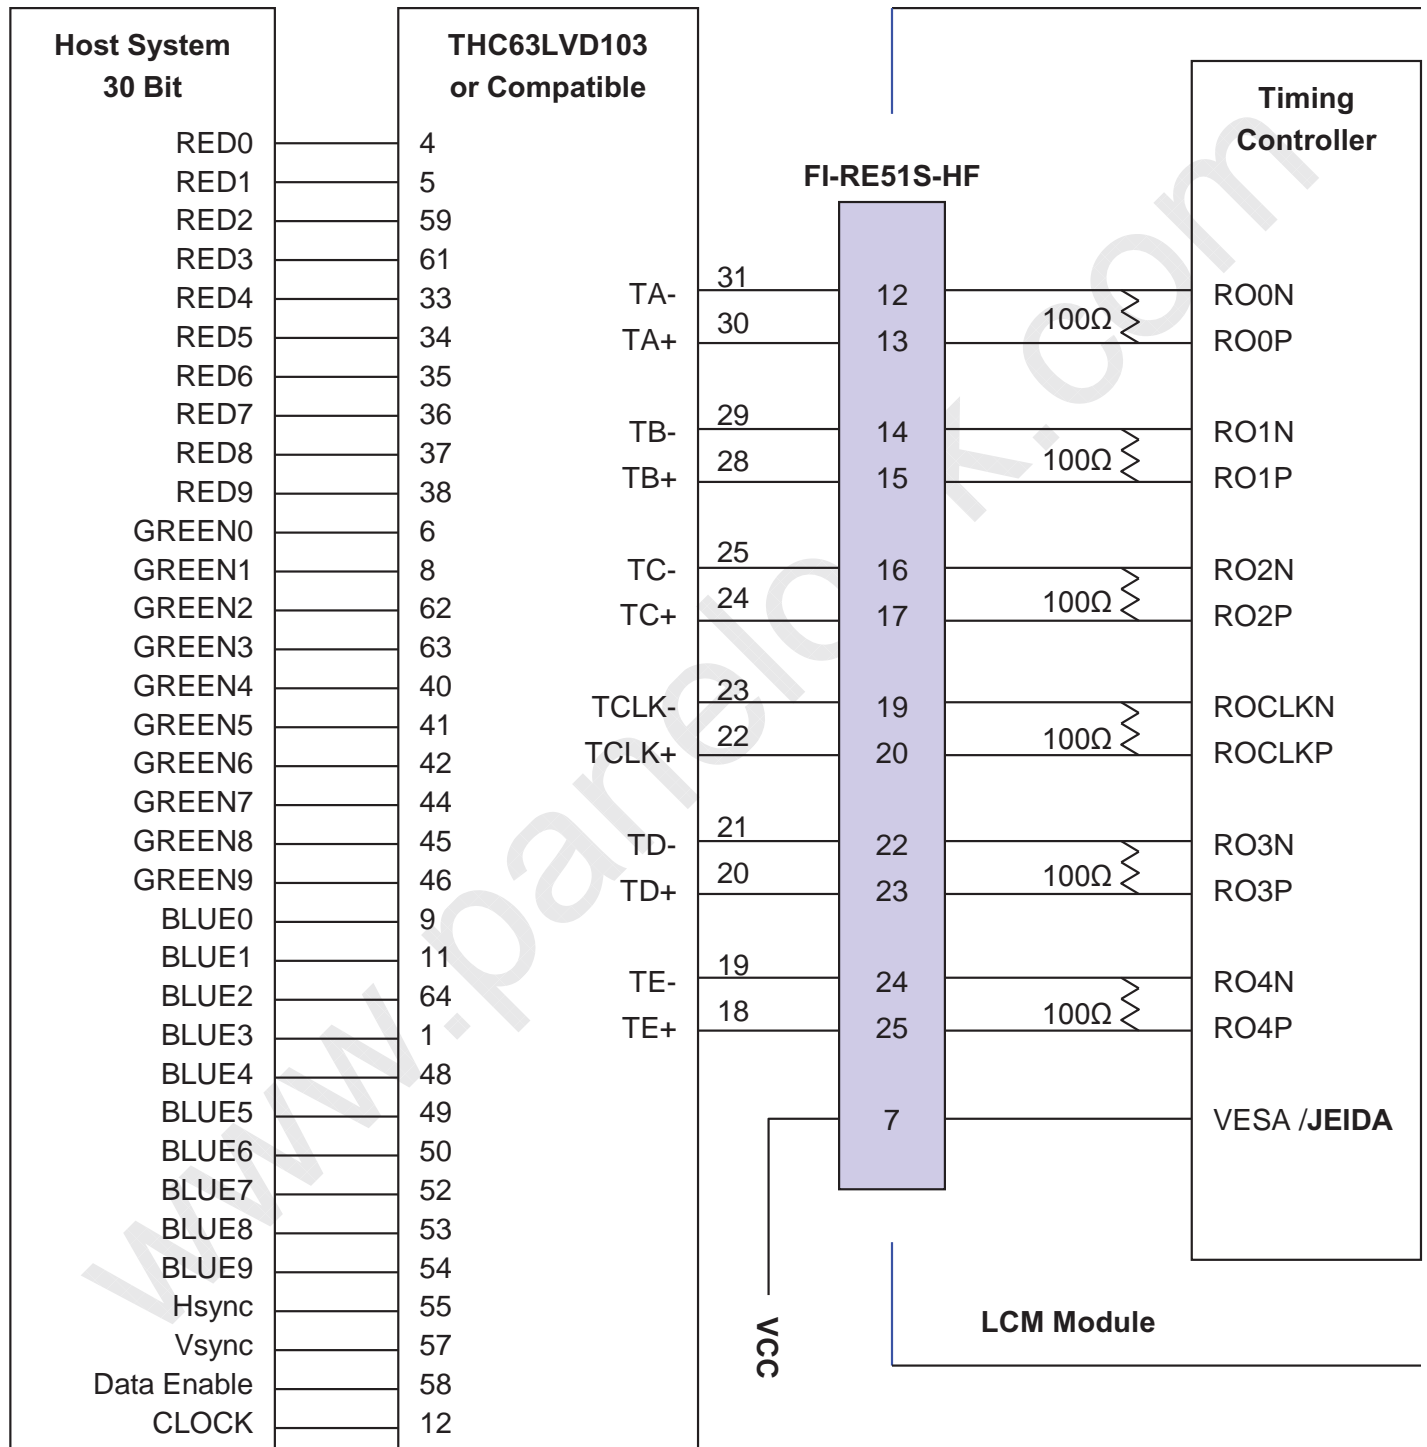 Host System
30 Bit
RED0
RED1
RED2
RED3
RED4
RED5
RED6
RED7
RED8
RED9
GREEN0
GREEN1
GREEN2
GREEN3
GREEN4
GREEN5
GREEN6
GREEN7
GREEN8
GREEN9
BLUE0
BLUE1
BLUE2
BLUE3
BLUE4
BLUE5
BLUE6
BLUE7
BLUE8
BLUE9
Hsync
Vsync
Data Enable
CLOCK
THC63LVD103
or Compatible
4
5
59
61
33
34
35
36
37
38
6
8
62
63
40
41
42
44
45
46
9
11
64
1
48
49
50
52
53
54
55
57
58
12
TA- 31
TA+ 30
TB- 29
TB+ 28
TC- 25
TC+ 24
TCLK- 23
TCLK+ 22
TD- 21
TD+ 20
TE- 19
TE+ 18
VCC
FI-RE51S-HF
12
13
14
15
16
17
19
20
22
23
24
25
7
100Ω
100Ω
100Ω
100Ω
100Ω
100Ω
Timing
Controller
RO0N
RO0P
RO1N
RO1P
RO2N
RO2P
ROCLKN
ROCLKP
RO3N
RO3P
RO4N
RO4P
VESA /JEIDA
LCM Module